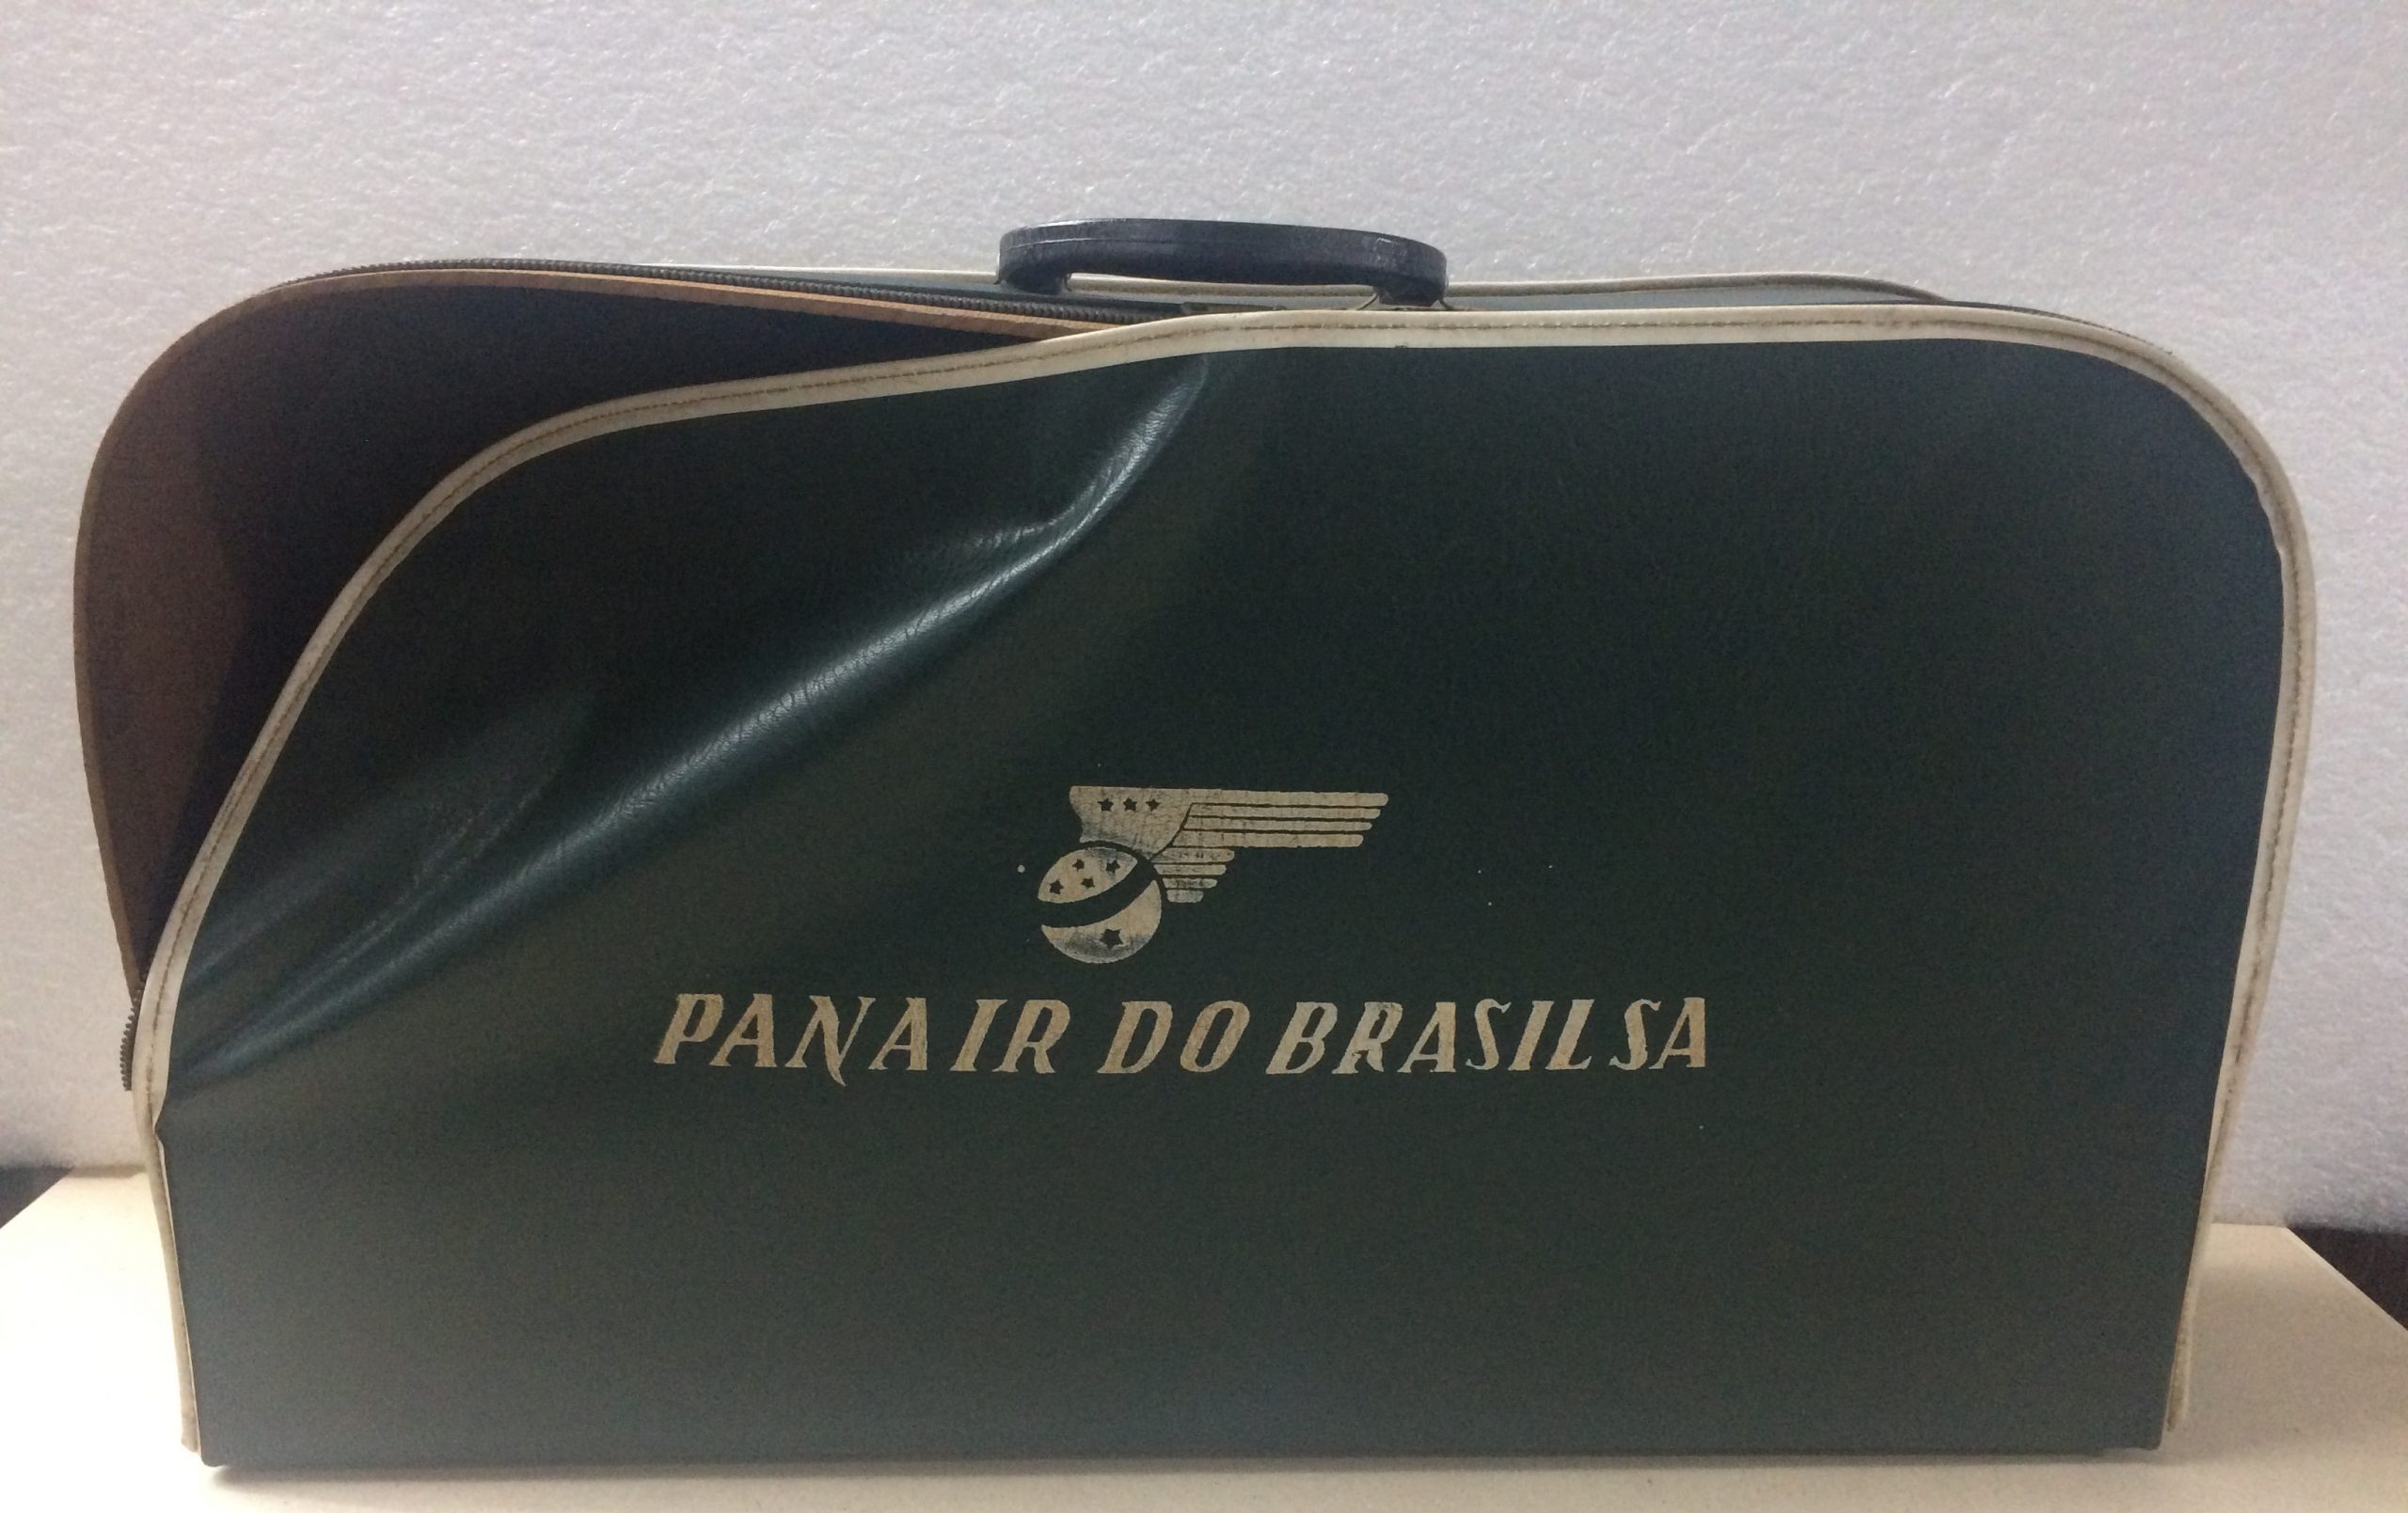 PANAIR DO BRASIL SA